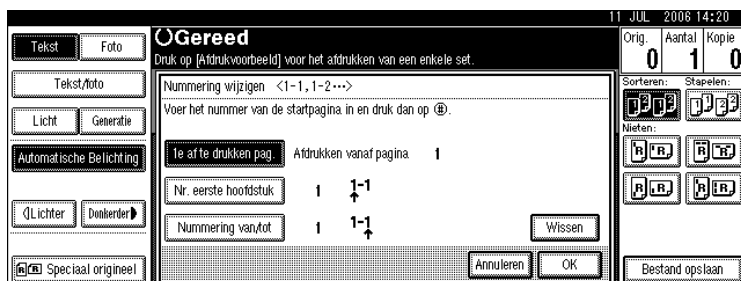 11 JUL 2006 14:20
Tekst Foto
Tekst/foto
Licht Generatie
Automatische Belichting
Lichter Donkerder
Speciaal origineel
Gereed
Druk op [Afdrukvoorbeeld] voor het afdrukken van een enkele set.
Nummering wijzigen <1-1,1-2···>
Voer het nummer van de startpagina in en druk dan op #.
1e af te drukken pag. Afdrukken vanaf pagina 1
Nr. eerste hoofdstuk 1 1-1
Nummering van/tot 1 1-1
Wissen
Annuleren OK
Orig. Aantal Kopie
0 1 0
Sorteren: Stapelen:
Nieten:
Bestand opslaan